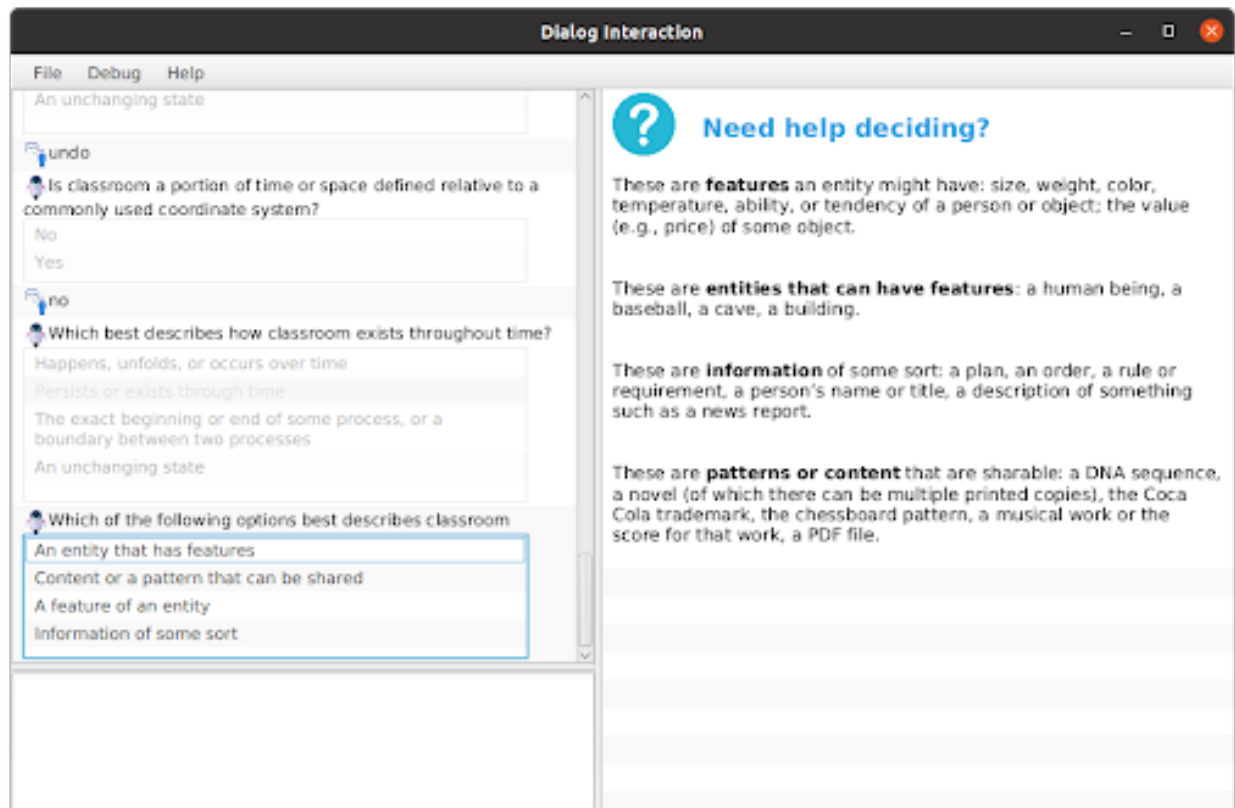 Dialog Interaction
File Debug Help
An unchanging state
undo
Is classroom a portion of time or space defined relative to a
commonly used coordinate system?
No
Yes
no
Which best describes how classroom exists throughout time?
Happens, unfolds, or occurs over time
Persists or exists through time
The exact beginning or end of some process, or a
boundary between two processes
An unchanging state
Which of the following options best describes classroom
An entity that has features
Content or a pattern that can be shared
A feature of an entity
Information of some sort
?
Need help deciding?
These are features an entity might have: size, weight, color,
temperature, ability, or tendency of a person or object; the value
(e.g., price) of some object.
These are entities that can have features: a human being, a
baseball, a cave, a building.
These are information of some sort: a plan, an order, a rule or
requirement, a person's name or title, a description of something
such as a news report.
These are patterns or content that are sharable: a DNA sequence,
a novel (of which there can be multiple printed copies), the Coca
Cola trademark, the chessboard pattern, a musical work or the
score for that work, a PDF file.